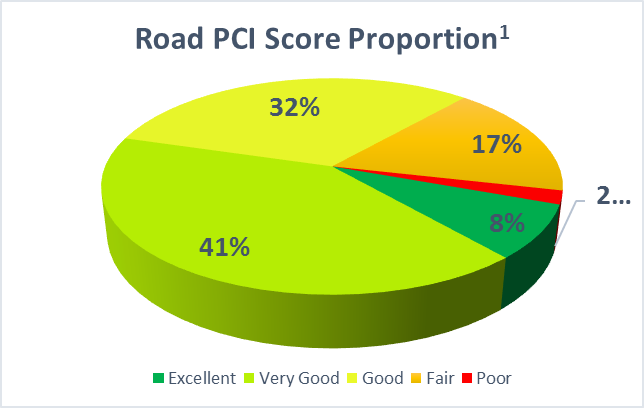 Road PCI Score Proportion¹
32%
17%
2...
8%
41%
Excellent Very Good Good Fair Poor